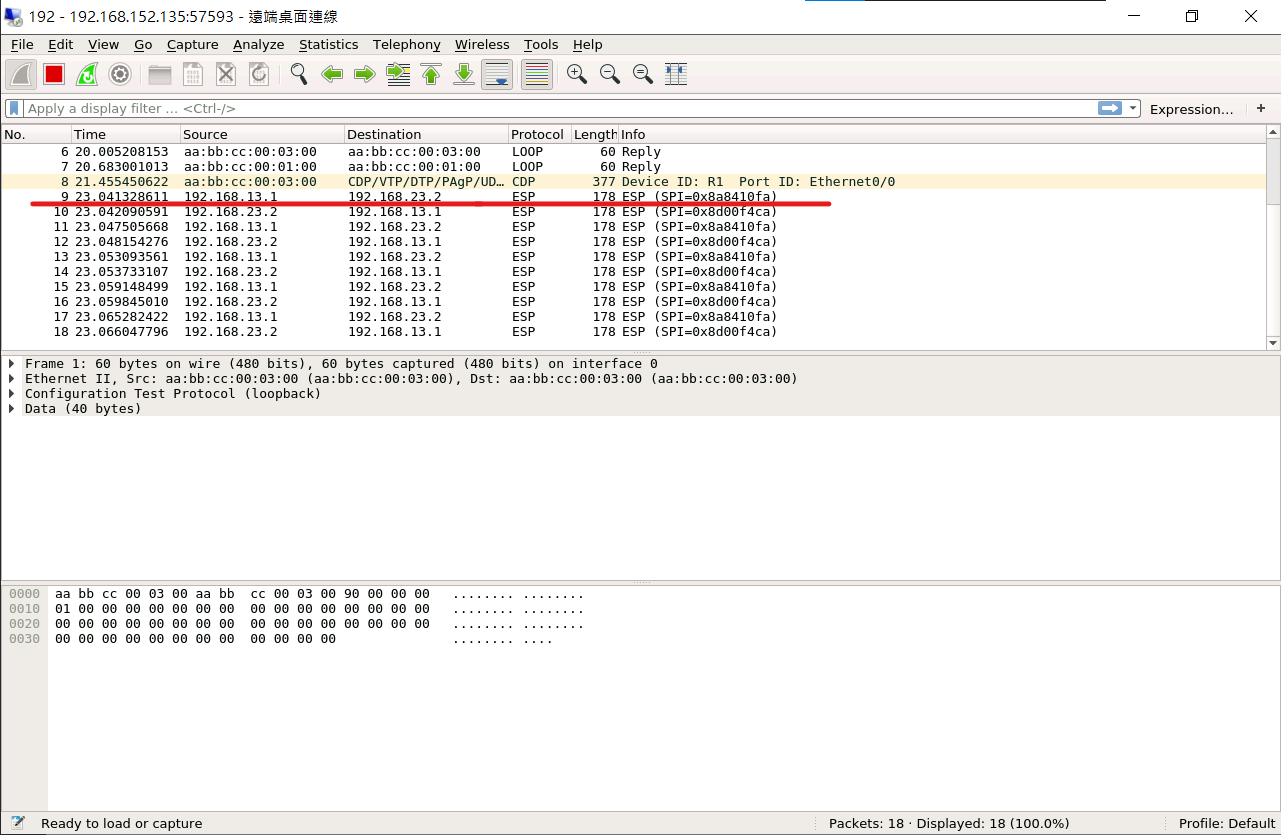 192 - 192.168.152.135:57593 - 遠端桌面連線
File Edit View Go Capture Analyze Statistics Telephony Wireless Tools Help
Apply a display filter ... <Ctrl-/> Expression... +
No. Time Source Destination Protocol Length Info
6 20.005208153 aa:bb:cc:00:03:00 aa:bb:cc:00:03:00 LOOP 60 Reply
7 20.683001013 aa:bb:cc:00:01:00 aa:bb:cc:00:01:00 LOOP 60 Reply
8 21.455450622 aa:bb:cc:00:03:00 CDP/VTP/DTP/PAgP/UD… CDP 377 Device ID: R1 Port ID: Ethernet0/0
9 23.041328611 192.168.13.1 192.168.23.2 ESP 178 ESP (SPI=0x8a8410fa)
10 23.042090591 192.168.23.2 192.168.13.1 ESP 178 ESP (SPI=0x8d00f4ca)
11 23.047505668 192.168.13.1 192.168.23.2 ESP 178 ESP (SPI=0x8a8410fa)
12 23.048154276 192.168.23.2 192.168.13.1 ESP 178 ESP (SPI=0x8d00f4ca)
13 23.053093561 192.168.13.1 192.168.23.2 ESP 178 ESP (SPI=0x8a8410fa)
14 23.053733107 192.168.23.2 192.168.13.1 ESP 178 ESP (SPI=0x8d00f4ca)
15 23.059148499 192.168.13.1 192.168.23.2 ESP 178 ESP (SPI=0x8a8410fa)
16 23.059845010 192.168.23.2 192.168.13.1 ESP 178 ESP (SPI=0x8d00f4ca)
17 23.065282422 192.168.13.1 192.168.23.2 ESP 178 ESP (SPI=0x8a8410fa)
18 23.066047796 192.168.23.2 192.168.13.1 ESP 178 ESP (SPI=0x8d00f4ca)
Frame 1: 60 bytes on wire (480 bits), 60 bytes captured (480 bits) on interface 0
Ethernet II, Src: aa:bb:cc:00:03:00 (aa:bb:cc:00:03:00), Dst: aa:bb:cc:00:03:00 (aa:bb:cc:00:03:00)
Configuration Test Protocol (loopback)
Data (40 bytes)
0000 aa bb cc 00 03 00 aa bb cc 00 03 00 90 00 00 00 ........ ........
0010 01 00 00 00 00 00 00 00 00 00 00 00 00 00 00 00 ........ ........
0020 00 00 00 00 00 00 00 00 00 00 00 00 00 00 00 00 ........ ........
0030 00 00 00 00 00 00 00 00 00 00 00 00 ........ ....
Ready to load or capture Packets: 18 · Displayed: 18 (100.0%) Profile: Default